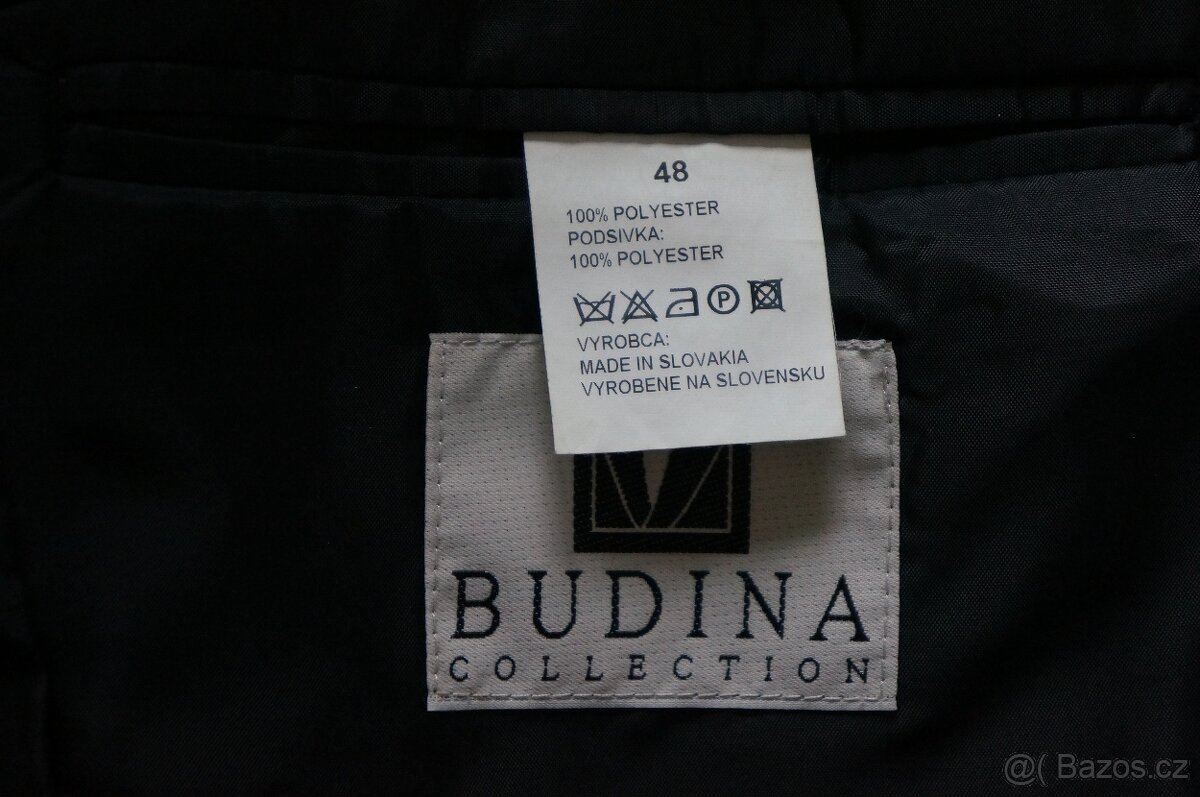 48
100% POLYESTER
PODSIVKA:
100% POLYESTER
P
VYROBCA:
MADE IN SLOVAKIA
VYROBENE NA SLOVENSKU
BUDINA
COLLECTION
@( Bazos.cz